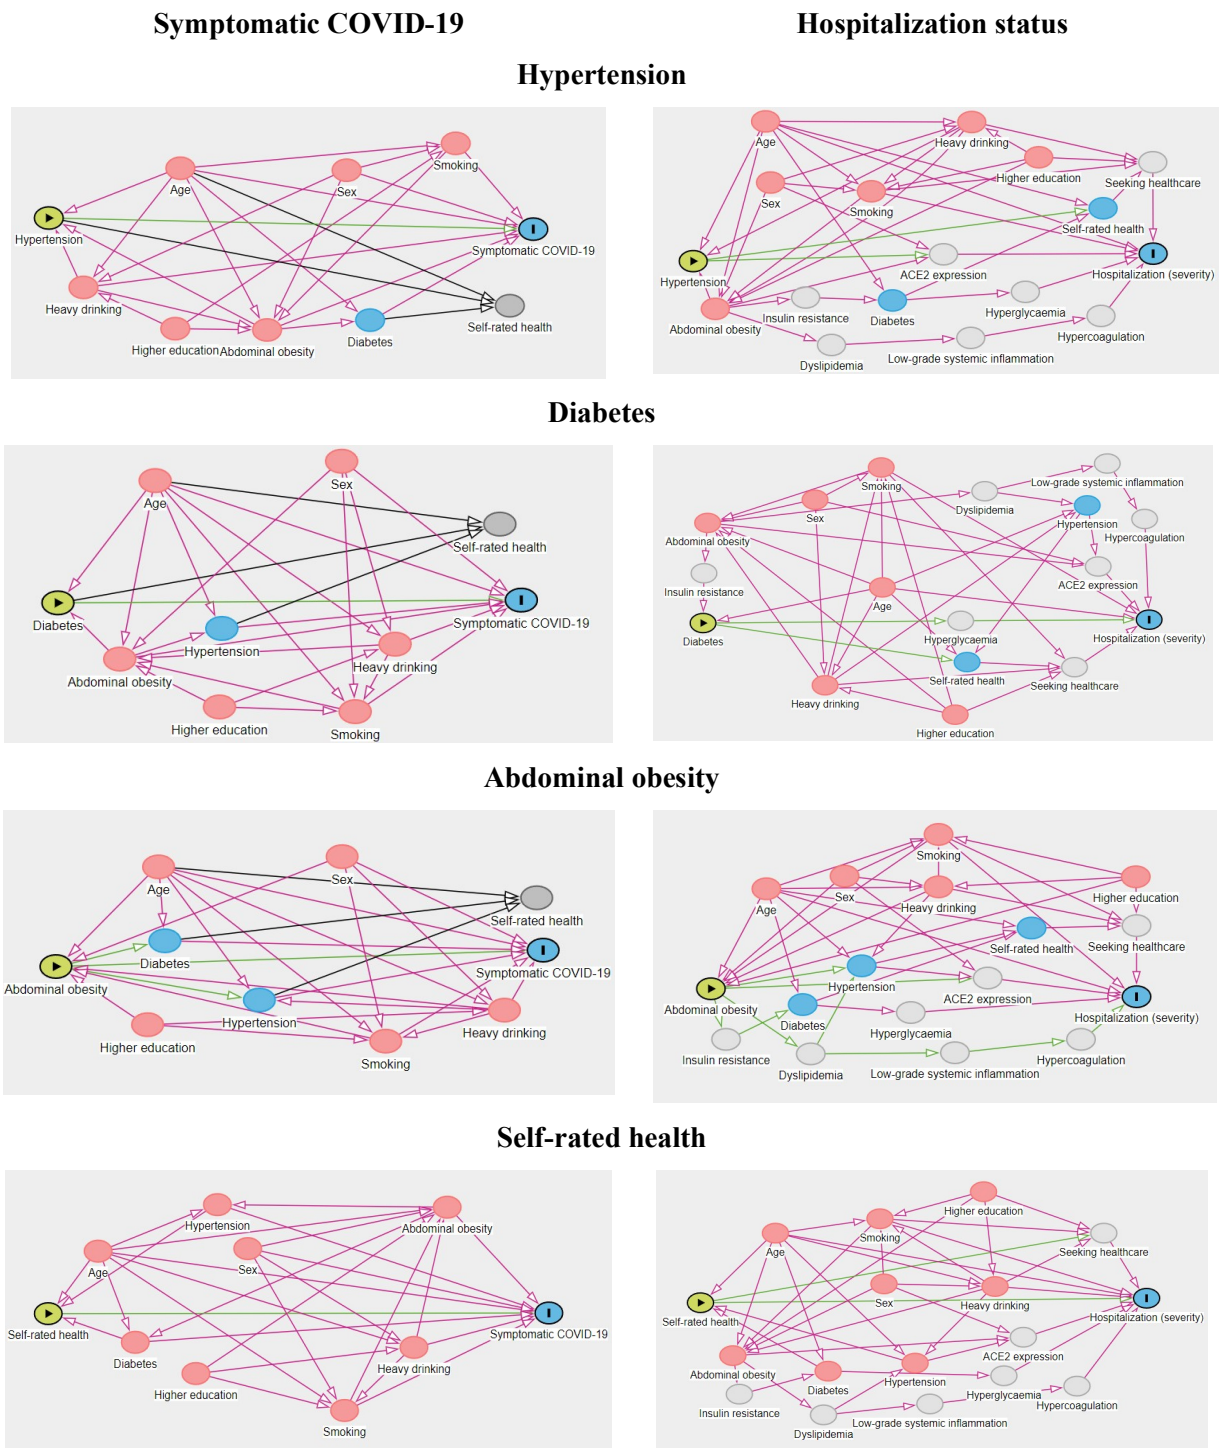 Symptomatic COVID-19
Hospitalization status
Hypertension
Smoking
Age
Sex
Hypertension
Symptomatic COVID-19
Heavy drinking
Self-rated health
Higher education
Abdominal obesity
Diabetes
Age
Heavy drinking
Higher education
Seeking healthcare
Sex
Smoking
Self-rated health
Hypertension
ACE2 expression
Hospitalization (severity)
Abdominal obesity
Insulin resistance
Diabetes
Hyperglycaemia
Hypercoagulation
Dyslipidemia
Low-grade systemic inflammation
Diabetes
Sex
Age
Self-rated health
Diabetes
Symptomatic COVID-19
Hypertension
Heavy drinking
Abdominal obesity
Higher education
Smoking
Smoking
Low-grade systemic inflammation
Dyslipidemia
Sex
Hypertension
Hypercoagulation
Abdominal obesity
Insulin resistance
ACE2 expression
Age
Diabetes
Hyperglycaemia
Hospitalization (severity)
Self-rated health
Seeking healthcare
Heavy drinking
Higher education
Abdominal obesity
Age
Sex
Self-rated health
Diabetes
Symptomatic COVID-19
Abdominal obesity
Hypertension
Heavy drinking
Higher education
Smoking
Smoking
Age
Sex
Heavy drinking
Higher education
Self-rated health
Seeking healthcare
Hypertension
ACE2 expression
Abdominal obesity
Diabetes
Hyperglycaemia
Hospitalization (severity)
Insulin resistance
Dyslipidemia
Low-grade systemic inflammation
Hypercoagulation
Self-rated health
Hypertension
Abdominal obesity
Age
Sex
Self-rated health
Symptomatic COVID-19
Diabetes
Heavy drinking
Higher education
Smoking
Higher education
Age
Smoking
Seeking healthcare
Sex
Heavy drinking
Self-rated health
Hospitalization (severity)
ACE2 expression
Abdominal obesity
Diabetes
Hypertension
Hyperglycaemia
Hypercoagulation
Insulin resistance
Dyslipidemia
Low-grade systemic inflammation